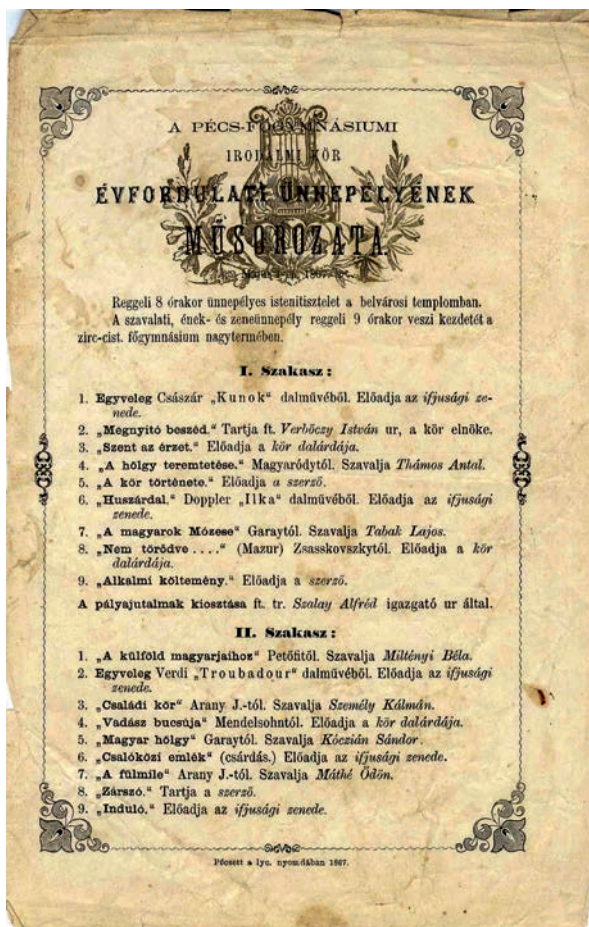 A PÉCS-FŐGYMNÁSIUMI
IRODALMI KÖR
ÉVFORDULATI ÜNNEPÉLYÉNEK
MŰSOROZATA.
1867.
Reggeli 8 órakor ünnepélyes istenitisztelet a belvárosi templomban.
A szavalati, ének- és zeneünnepély reggeli 9 órakor veszi kezdetét a
zirc-cist. főgymnásium nagytermében.
I. Szakasz:
1. Egyveleg Császár „Kunok“ dalművéből. Előadja az ifjusági ze-
nede.
2. „Megnyitó beszéd.“ Tartja ft. Verbőczy István ur, a kör elnöke.
3. „Szent az érzet.“ Előadja a kör dalárdája.
4. „A hölgy teremtetése.“ Magyaródytól. Szavalja Thámos Antal.
5. „A kör története.“ Előadja a szerző.
6. „Huszárdal.“ Doppler „Ilka“ dalművéből. Előadja az ifjusági
zenede.
7. „A magyarok Mózese“ Garaytól. Szavalja Tabak Lajos.
8. „Nem törődve ....“ (Mazur) Zsasskovszkytól. Előadja a kör
dalárdája.
9. „Alkalmi költemény.“ Előadja a szerző.
A pályajutalmak kiosztása ft. tr. Szalay Alfréd igazgató ur által.
II. Szakasz:
1. „A külföld magyarjaihoz“ Petőfitől. Szavalja Miltényi Béla.
2. Egyveleg Verdi „Troubadour“ dalművéből. Előadja az ifjusági
zenede.
3. „Családi kör“ Arany J.-tól. Szavalja Személy Kálmán.
4. „Vadász bucsúja“ Mendelsohntól. Előadja a kör dalárdája.
5. „Magyar hölgy“ Garaytól. Szavalja Kóczián Sándor.
6. „Csalóközi emlék“ (csárdás.) Előadja az ifjusági zenede.
7. „A fülmile“ Arany J.-tól. Szavalja Máthé Ödön.
8. „Zárszó.“ Tartja a szerző.
9. „Induló.“ Előadja az ifjusági zenede.
Pécsett a lyc. nyomdában 1867.